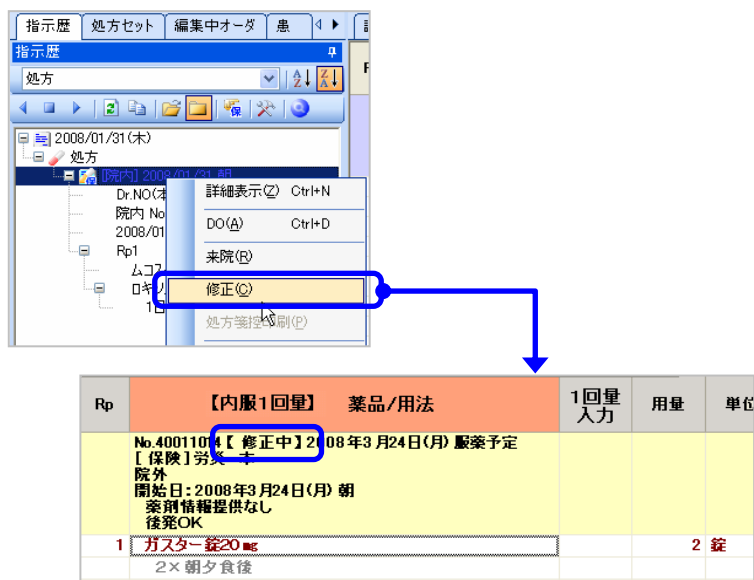 指示歴 処方セット 編集中オーダ 患
指示歴
処方
2008/01/31(木)
処方
[院内] 2008/01/31 朝
Dr.NO(本
院内 No
2008/01
Rp1
ムコス
ロキソ
1日
詳細表示(Z) Ctrl+N
DO(A) Ctrl+D
来院(R)
修正(C)
処方箋控印刷(P)
Rp 【内服1回量】 薬品/用法 1回量入力 用量 単位
No.40011014【 修正中 】2008年3月24日(月) 服薬予定
[ 保険 ] 労災 本
院外
開始日:2008年3月24日(月) 朝
薬剤情報提供なし
後発OK
1 ガスター錠20mg 2 錠
2× 朝夕食後